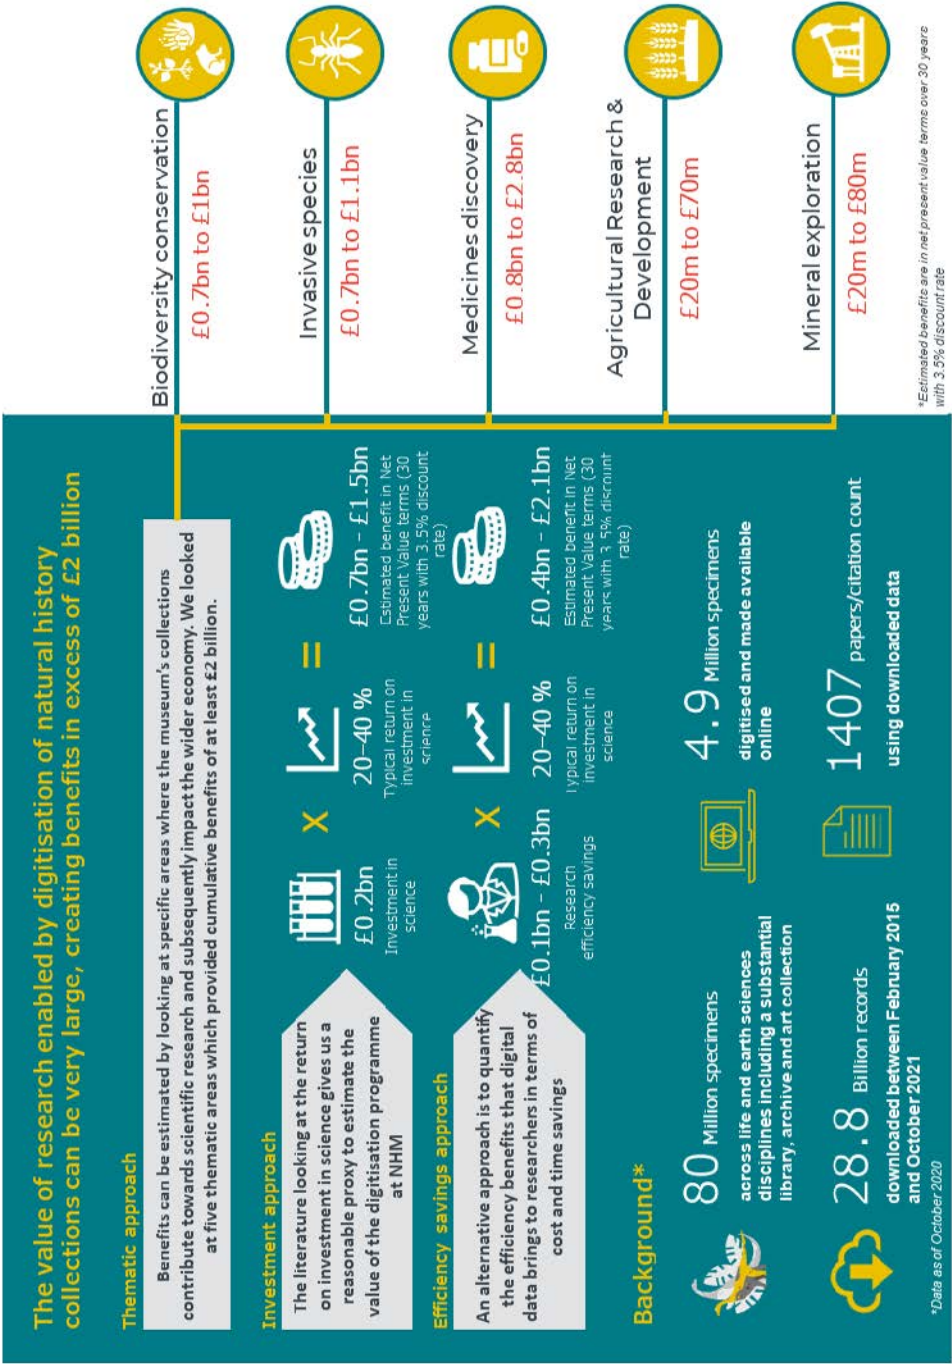 The value of research enabled by digitisation of natural history
collections can be very large, creating benefits in excess of £2 billion
Thematic approach
Benefits can be estimated by looking at specific areas where the museum's collections
contribute towards scientific research and subsequently impact the wider economy. We looked
at five thematic areas which provided cumulative benefits of at least £2 billion.
Investment approach
The literature looking at the return
on investment in science gives us a
reasonable proxy to estimate the
value of the digitisation programme
at NHM
£0.2bn
Investment in
science
X
20–40 %
Typical return on
investment in
science
=
£0.7bn – £1.5bn
Estimated benefit in Net
Present Value terms (30
years with 3.5% discount
rate)
Efficiency savings approach
An alternative approach is to quantify
the efficiency benefits that digital
data brings to researchers in terms of
cost and time savings
£0.1bn – £0.3bn
Research
efficiency savings
X
20–40 %
Typical return on
investment in
science
=
£0.4bn – £2.1bn
Estimated benefit in Net
Present Value terms (30
years with 3.5% discount
rate)
Background*
80 Million specimens
across life and earth sciences
disciplines including a substantial
library, archive and art collection
4.9 Million specimens
digitised and made available
online
28.8 Billion records
downloaded between February 2015
and October 2021
1407 papers/citation count
using downloaded data
*Data as of October 2020
Biodiversity conservation
£0.7bn to £1bn
Invasive species
£0.7bn to £1.1bn
Medicines discovery
£0.8bn to £2.8bn
Agricultural Research &
Development
£20m to £70m
Mineral exploration
£20m to £80m
*Estimated benefits are in net present value terms over 30 years
with 3.5% discount rate